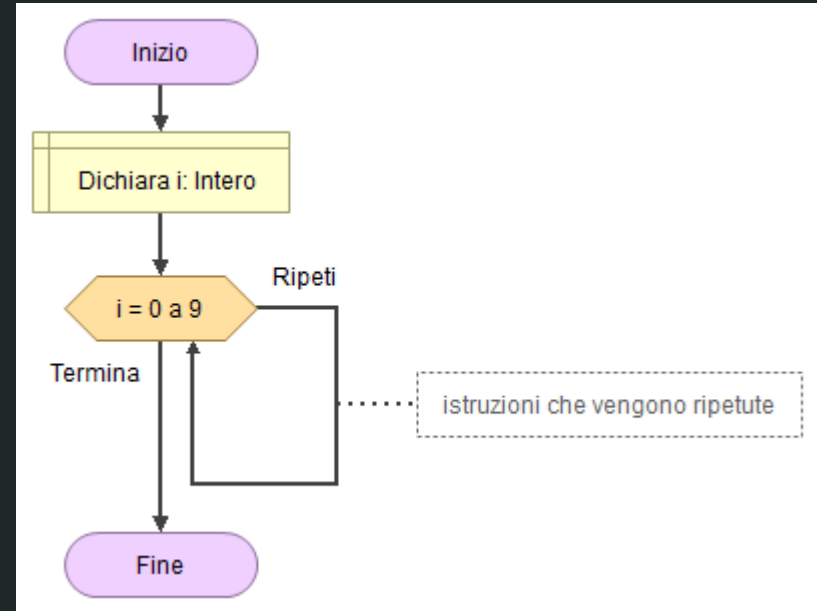 Inizio
Dichiara i: Intero
Ripeti
i = 0 a 9
Termina
istruzioni che vengono ripetute
Fine